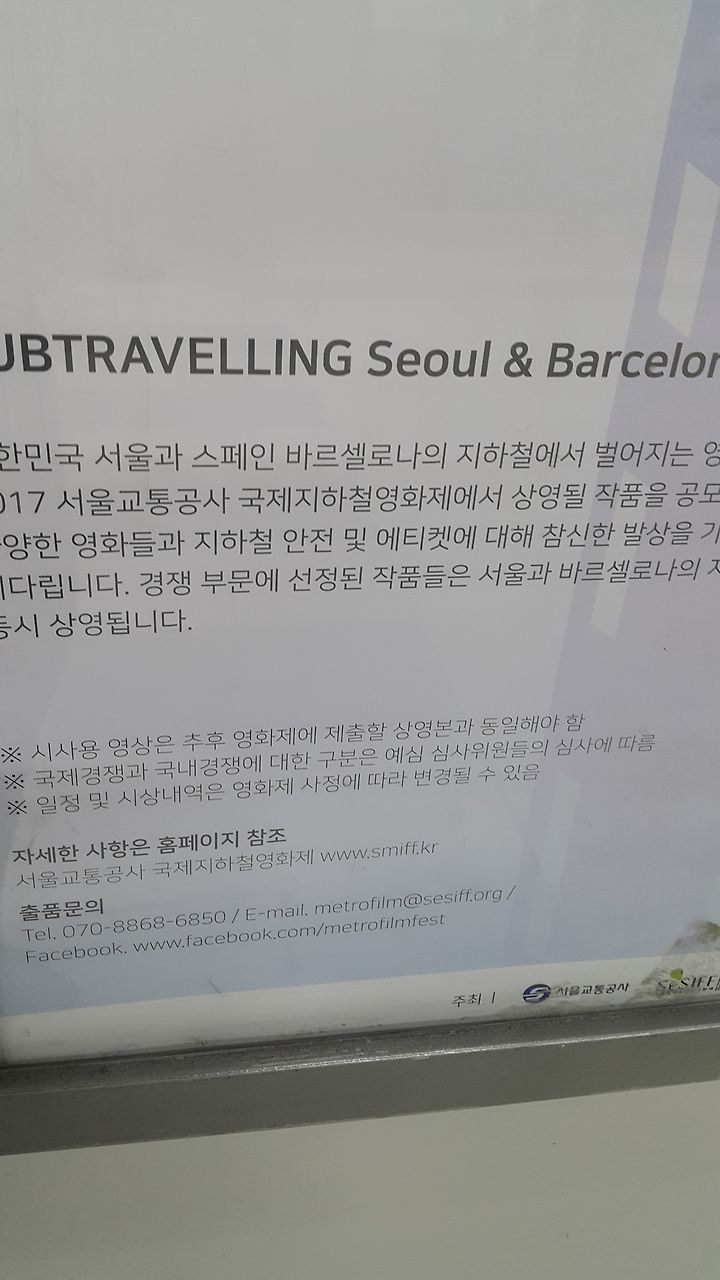 UBTRAVELLING Seoul & Barcelon
한민국 서울과 스페인 바르셀로나의 지하철에서 벌어지는 영
017 서울교통공사 국제지하철영화제에서 상영될 작품을 공모
양한 영화들과 지하철 안전 및 에티켓에 대해 참신한 발상을 기
다립니다. 경쟁 부문에 선정된 작품들은 서울과 바르셀로나의 지
동시 상영됩니다.
※ 시사용 영상은 추후 영화제에 제출할 상영본과 동일해야 함
※ 국제경쟁과 국내경쟁에 대한 구분은 예심 심사위원들의 심사에 따름
※ 일정 및 시상내역은 영화제 사정에 따라 변경될 수 있음
자세한 사항은 홈페이지 참조
서울교통공사 국제지하철영화제 www.smiff.kr
출품문의
Tel. 070-8868-6850 / E-mail. metrofilm@sesiff.org /
Facebook. www.facebook.com/metrofilmfest
주최 | 서울교통공사 SESIFF